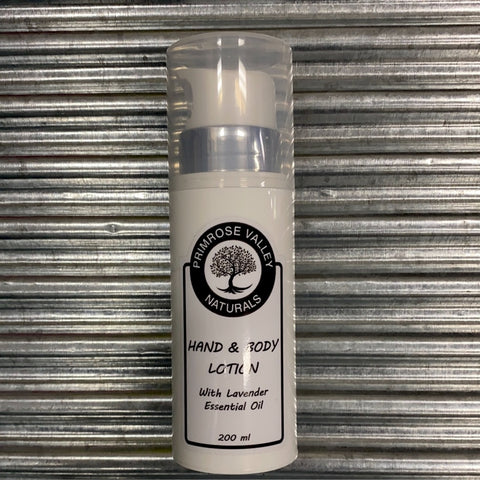 PRIMROSE VALLEY
NATURALS
HAND & BODY
LOTION
With Lavender
Essential Oil
200 ml